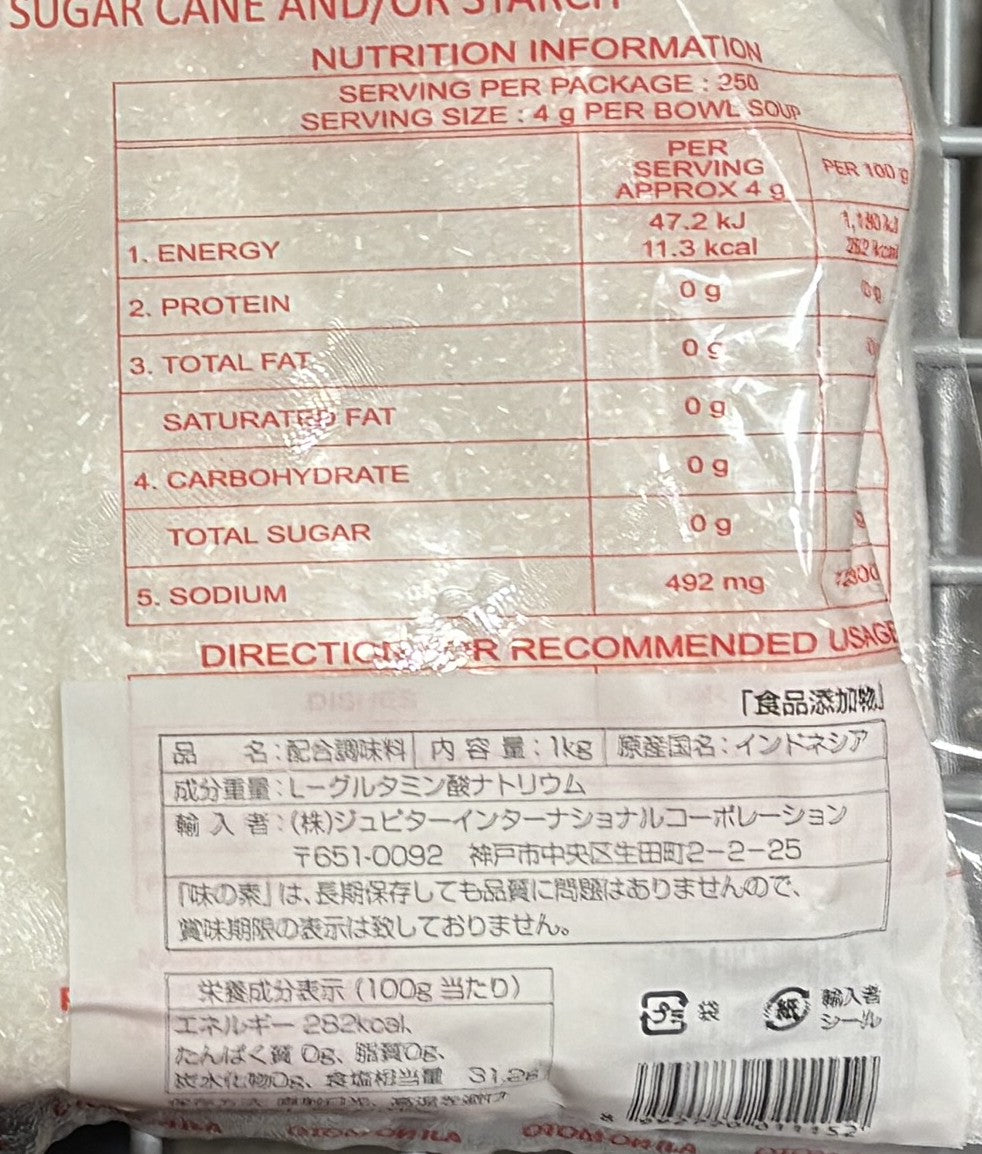 SUGAR CANE AND/OR STARCH
NUTRITION INFORMATION
SERVING PER PACKAGE : 250
SERVING SIZE : 4 g PER BOWL SOUP
PER SERVING APPROX 4 g
PER 100 g
1. ENERGY 47.2 kJ 1,180 kJ
11.3 kcal 282 kcal
2. PROTEIN 0 g 0 g
3. TOTAL FAT 0 g
SATURATED FAT 0 g
4. CARBOHYDRATE 0 g
TOTAL SUGAR 0 g g
5. SODIUM 492 mg
RECOMMENDED USAGE
「食品添加物」
品 名:配合調味料 内 容 量:1kg 原産国名:インドネシア
成分重量:L-グルタミン酸ナトリウム
輸 入 者:(株)ジュピターインターナショナルコーポレーション
〒651-0092 神戸市中央区生田町2-2-25
「味の素」は、長期保存しても品質に問題はありませんので、
賞味期限の表示は致しておりません。
栄養成分表示(100g 当たり)
エネルギー 282kcal、
たんぱく質 0g、脂質0g、
炭水化物0g、食塩相当量 31.2g
プラ 袋 紙 輸入者
シール